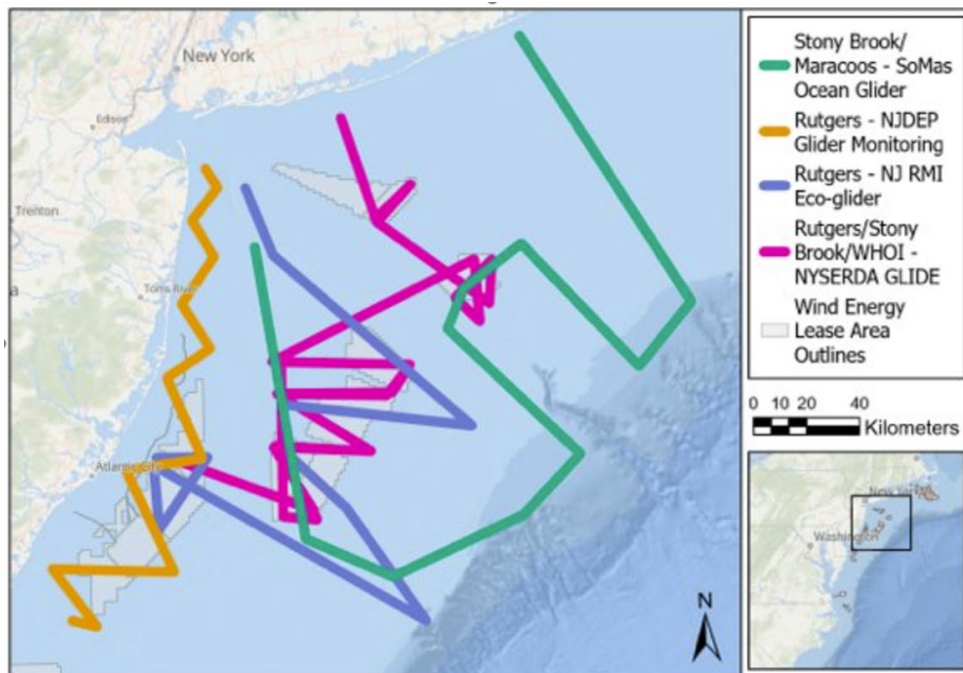 New York
Edison
Trenton
Toms River
Atlantic City
N
Stony Brook/
Maracoos - SoMas
Ocean Glider
Rutgers - NJDEP
Glider Monitoring
Rutgers - NJ RMI
Eco-glider
Rutgers/Stony
Brook/WHOI -
NYSERDA GLIDE
Wind Energy
Lease Area
Outlines
0 10 20 40
Kilometers
New York
Washington